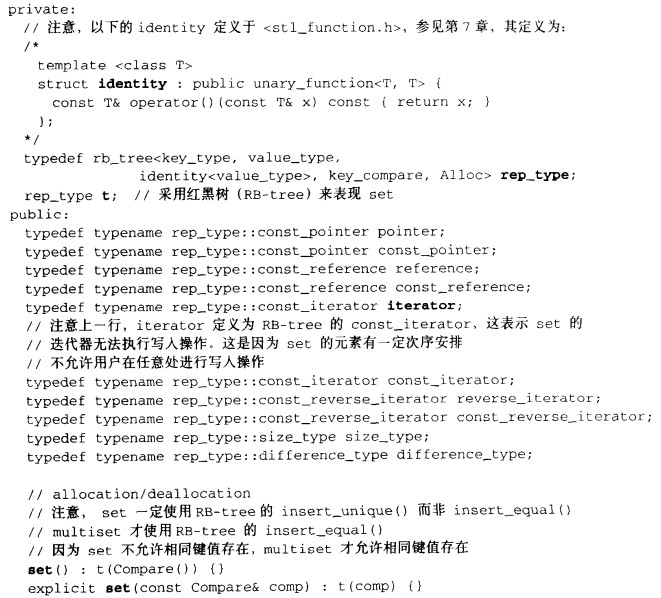 private:
// 注意，以下的 identity 定义于 <stl_function.h>，参见第 7 章，其定义为：
/*
template <class T>
struct identity : public unary_function<T, T> {
const T& operator()(const T& x) const { return x; }
};
*/
typedef rb_tree<key_type, value_type,
identity<value_type>, key_compare, Alloc> rep_type;
rep_type t;  // 采用红黑树（RB-tree）来表现 set
public:
typedef typename rep_type::const_pointer pointer;
typedef typename rep_type::const_pointer const_pointer;
typedef typename rep_type::const_reference reference;
typedef typename rep_type::const_reference const_reference;
typedef typename rep_type::const_iterator iterator;
// 注意上一行，iterator 定义为 RB-tree 的 const_iterator，这表示 set 的
// 迭代器无法执行写入操作。这是因为 set 的元素有一定次序安排
// 不允许用户在任意处进行写入操作
typedef typename rep_type::const_iterator const_iterator;
typedef typename rep_type::const_reverse_iterator reverse_iterator;
typedef typename rep_type::const_reverse_iterator const_reverse_iterator;
typedef typename rep_type::size_type size_type;
typedef typename rep_type::difference_type difference_type;
// allocation/deallocation
// 注意， set 一定使用 RB-tree 的 insert_unique() 而非 insert_equal()
// multiset 才使用 RB-tree 的 insert_equal()
// 因为 set 不允许相同键值存在，multiset 才允许相同键值存在
set() : t(Compare()) {}
explicit set(const Compare& comp) : t(comp) {}